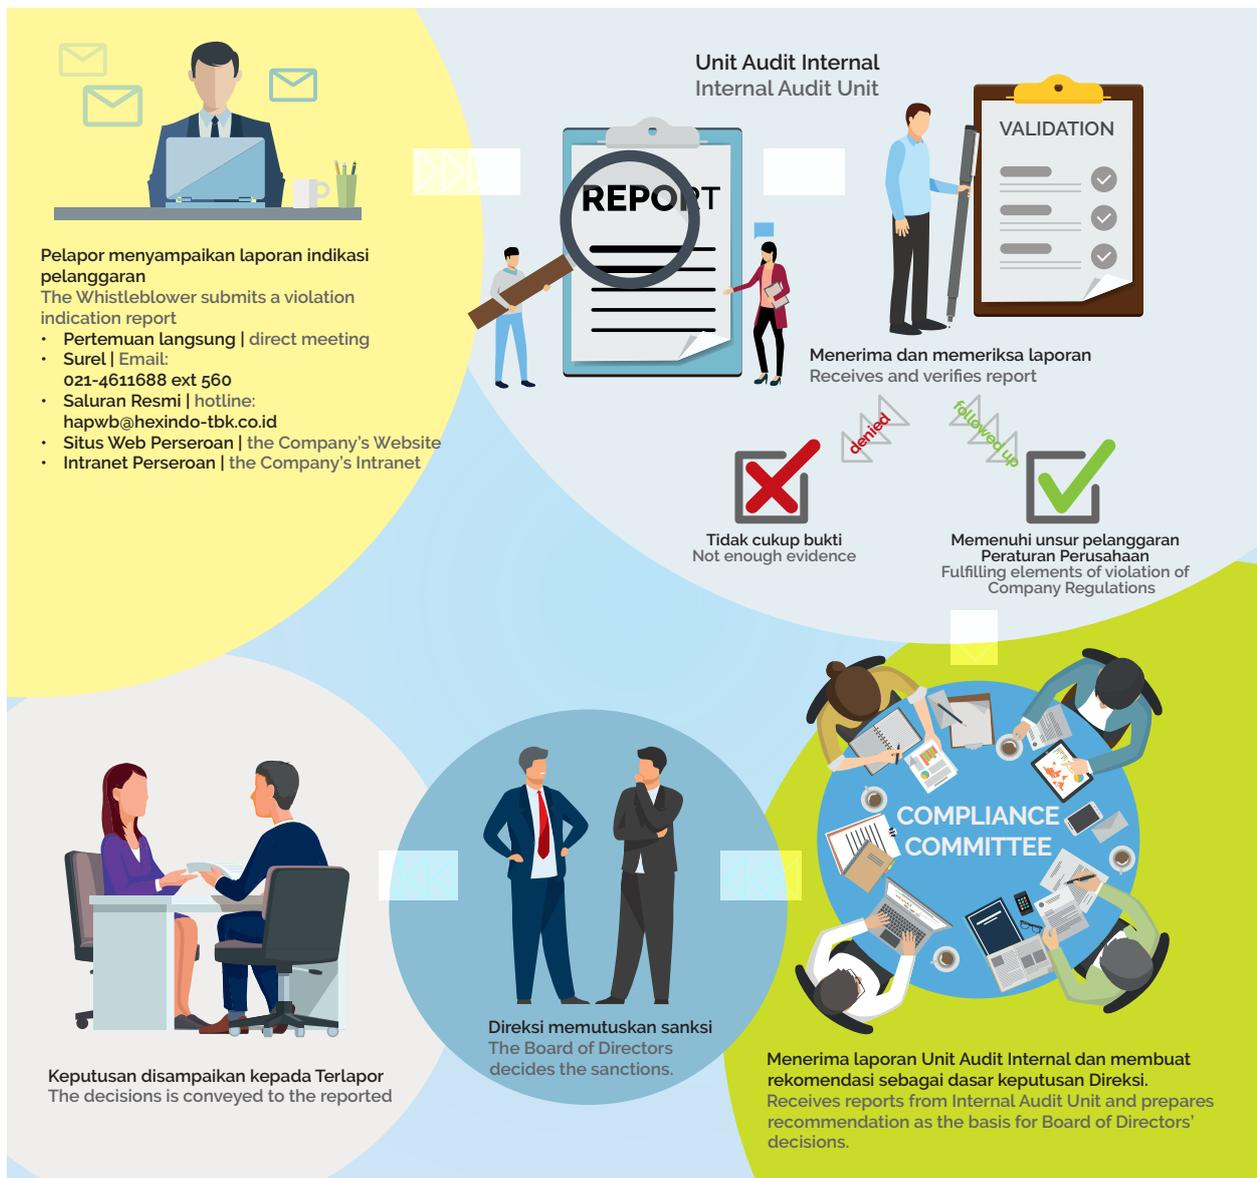 Pelapor menyampaikan laporan indikasi
pelanggaran
The Whistleblower submits a violation
indication report
• Pertemuan langsung | direct meeting
• Surel | Email:
021-4611688 ext 560
• Saluran Resmi | hotline:
hapwb@hexindo-tbk.co.id
• Situs Web Perseroan | the Company's Website
• Intranet Perseroan | the Company's Intranet
Unit Audit Internal
Internal Audit Unit
REPORT
VALIDATION
Menerima dan memeriksa laporan
Receives and verifies report
denied
followed up
Tidak cukup bukti
Not enough evidence
Memenuhi unsur pelanggaran
Peraturan Perusahaan
Fulfilling elements of violation of
Company Regulations
COMPLIANCE
COMMITTEE
Menerima laporan Unit Audit Internal dan membuat
rekomendasi sebagai dasar keputusan Direksi.
Receives reports from Internal Audit Unit and prepares
recommendation as the basis for Board of Directors'
decisions.
Direksi memutuskan sanksi
The Board of Directors
decides the sanctions.
Keputusan disampaikan kepada Terlapor
The decisions is conveyed to the reported